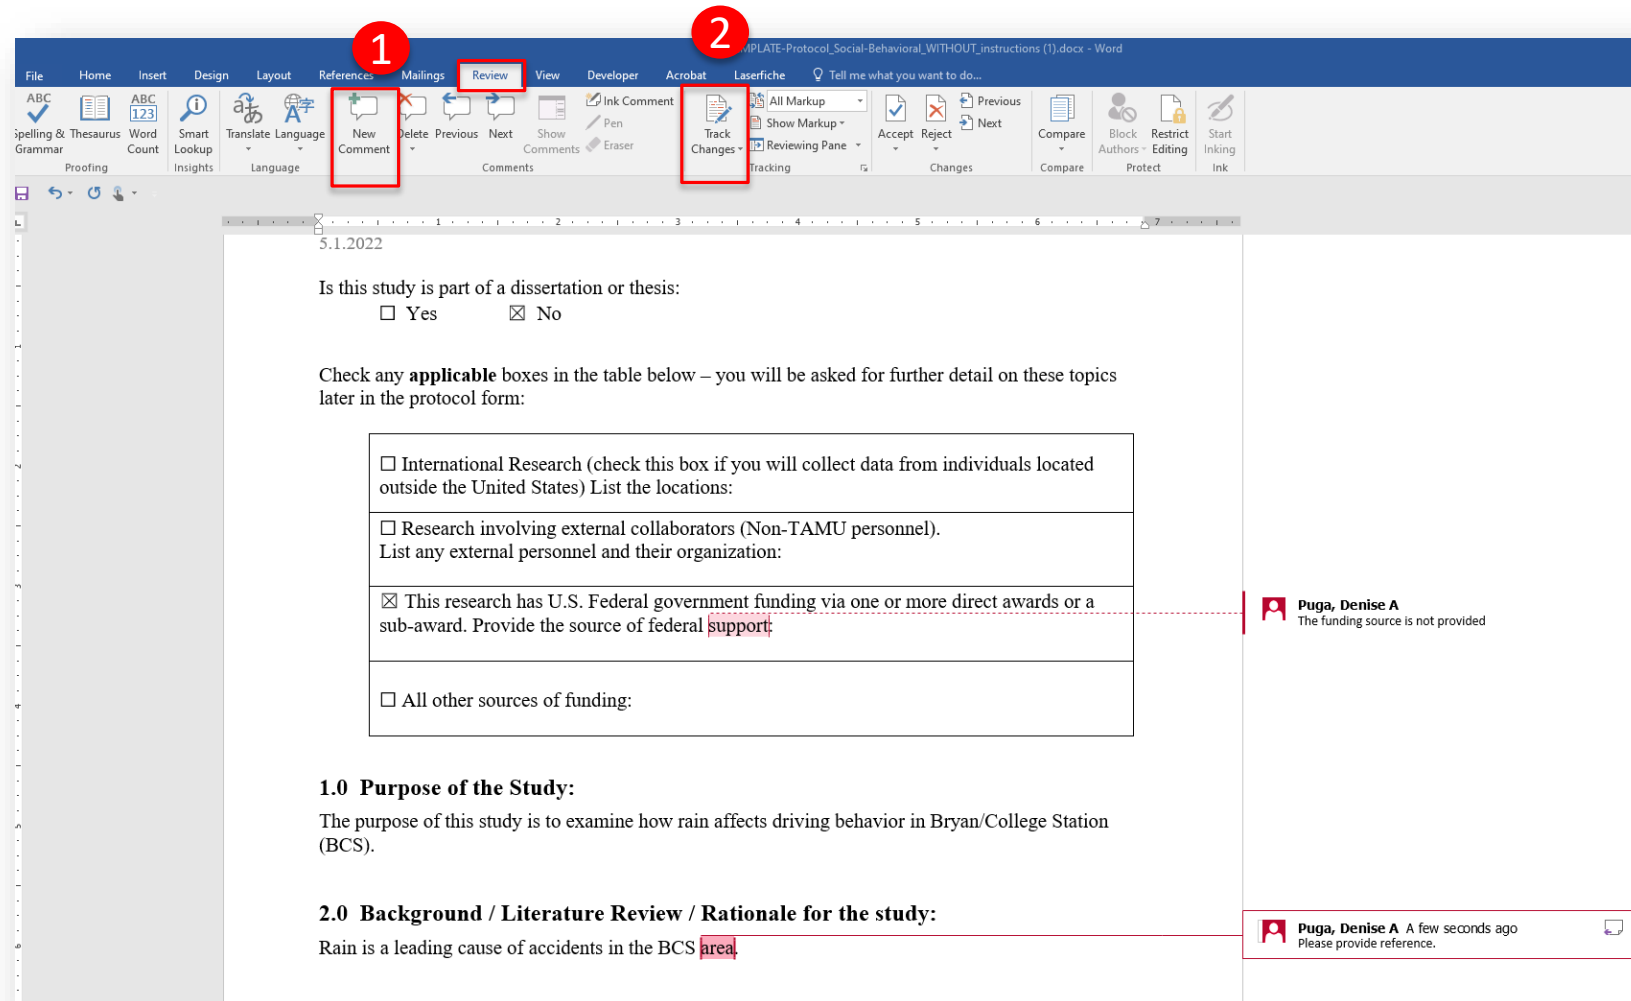 1
2
MPLATE-Protocol_Social-Behavioral_WITHOUT_instructions (1).docx - Word
File Home Insert Design Layout References Mailings Review View Developer Acrobat Laserfiche Tell me what you want to do...
ABC
Spelling &
Grammar
Thesaurus
ABC
123
Word
Count
Proofing
Smart
Lookup
Insights
Translate
Language
Language
New
Comment
Delete
Previous
Next
Show
Comments
Ink Comment
Pen
Eraser
Comments
Track
Changes
All Markup
Show Markup
Reviewing Pane
Tracking
Accept
Reject
Previous
Next
Changes
Compare
Compare
Block
Authors
Restrict
Editing
Protect
Start
Inking
Ink
1 2 3 4 5 6 7
5.1.2022
Is this study is part of a dissertation or thesis:
☐ Yes ☒ No
Check any applicable boxes in the table below – you will be asked for further detail on these topics
later in the protocol form:
☐ International Research (check this box if you will collect data from individuals located
outside the United States) List the locations:
☐ Research involving external collaborators (Non-TAMU personnel).
List any external personnel and their organization:
☒ This research has U.S. Federal government funding via one or more direct awards or a
sub-award. Provide the source of federal support:
☐ All other sources of funding:
Puga, Denise A
The funding source is not provided
1.0 Purpose of the Study:
The purpose of this study is to examine how rain affects driving behavior in Bryan/College Station
(BCS).
2.0 Background / Literature Review / Rationale for the study:
Rain is a leading cause of accidents in the BCS area.
Puga, Denise A A few seconds ago
Please provide reference.